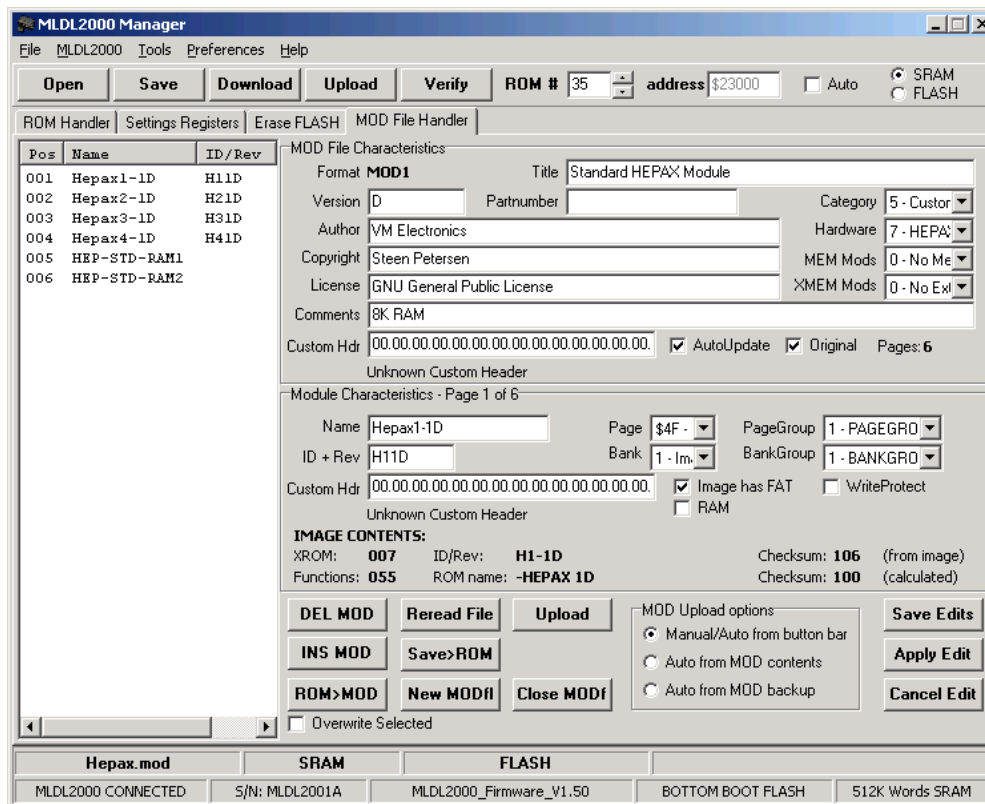 MLDL2000 Manager
File MLDL2000 Tools Preferences Help
Open Save Download Upload Verify ROM # 35 address $23000 Auto SRAM
FLASH
ROM Handler Settings Registers Erase FLASH MOD File Handler
Pos Name ID/Rev
001 Hepax1-1D H11D
002 Hepax2-1D H21D
003 Hepax3-1D H31D
004 Hepax4-1D H41D
005 HEP-STD-RAM1
006 HEP-STD-RAM2
MOD File Characteristics
Format MOD1 Title Standard HEPAX Module
Version D Partnumber Category 5 - Custor
Author VM Electronics Hardware 7 - HEPA
Copyright Steen Petersen MEM Mods 0 - No Me
License GNU General Public License XMEM Mods 0 - No Ext
Comments 8K RAM
Custom Hdr 00.00.00.00.00.00.00.00.00.00.00.00.00. AutoUpdate Original Pages: 6
Unknown Custom Header
Module Characteristics - Page 1 of 6
Name Hepax1-1D Page $4F - PageGroup 1 - PAGEGRO
ID + Rev H11D Bank 1 - Im BankGroup 1 - BANKGRO
Custom Hdr 00.00.00.00.00.00.00.00.00.00.00.00.00. Image has FAT WriteProtect
RAM
Unknown Custom Header
IMAGE CONTENTS:
XROM: 007 ID/Rev: H1-1D Checksum: 106 (from image)
Functions: 055 ROM name: -HEPAX 1D Checksum: 100 (calculated)
DEL MOD Reread File Upload MOD Upload options Save Edits
Manual/Auto from button bar
INS MOD Save>ROM Auto from MOD contents Apply Edit
ROM>MOD New MODfl Close MODf Auto from MOD backup Cancel Edit
Overwrite Selected
Hepax.mod SRAM FLASH
MLDL2000 CONNECTED S/N: MLDL2001A MLDL2000_Firmware_V1.50 BOTTOM BOOT FLASH 512K Words SRAM